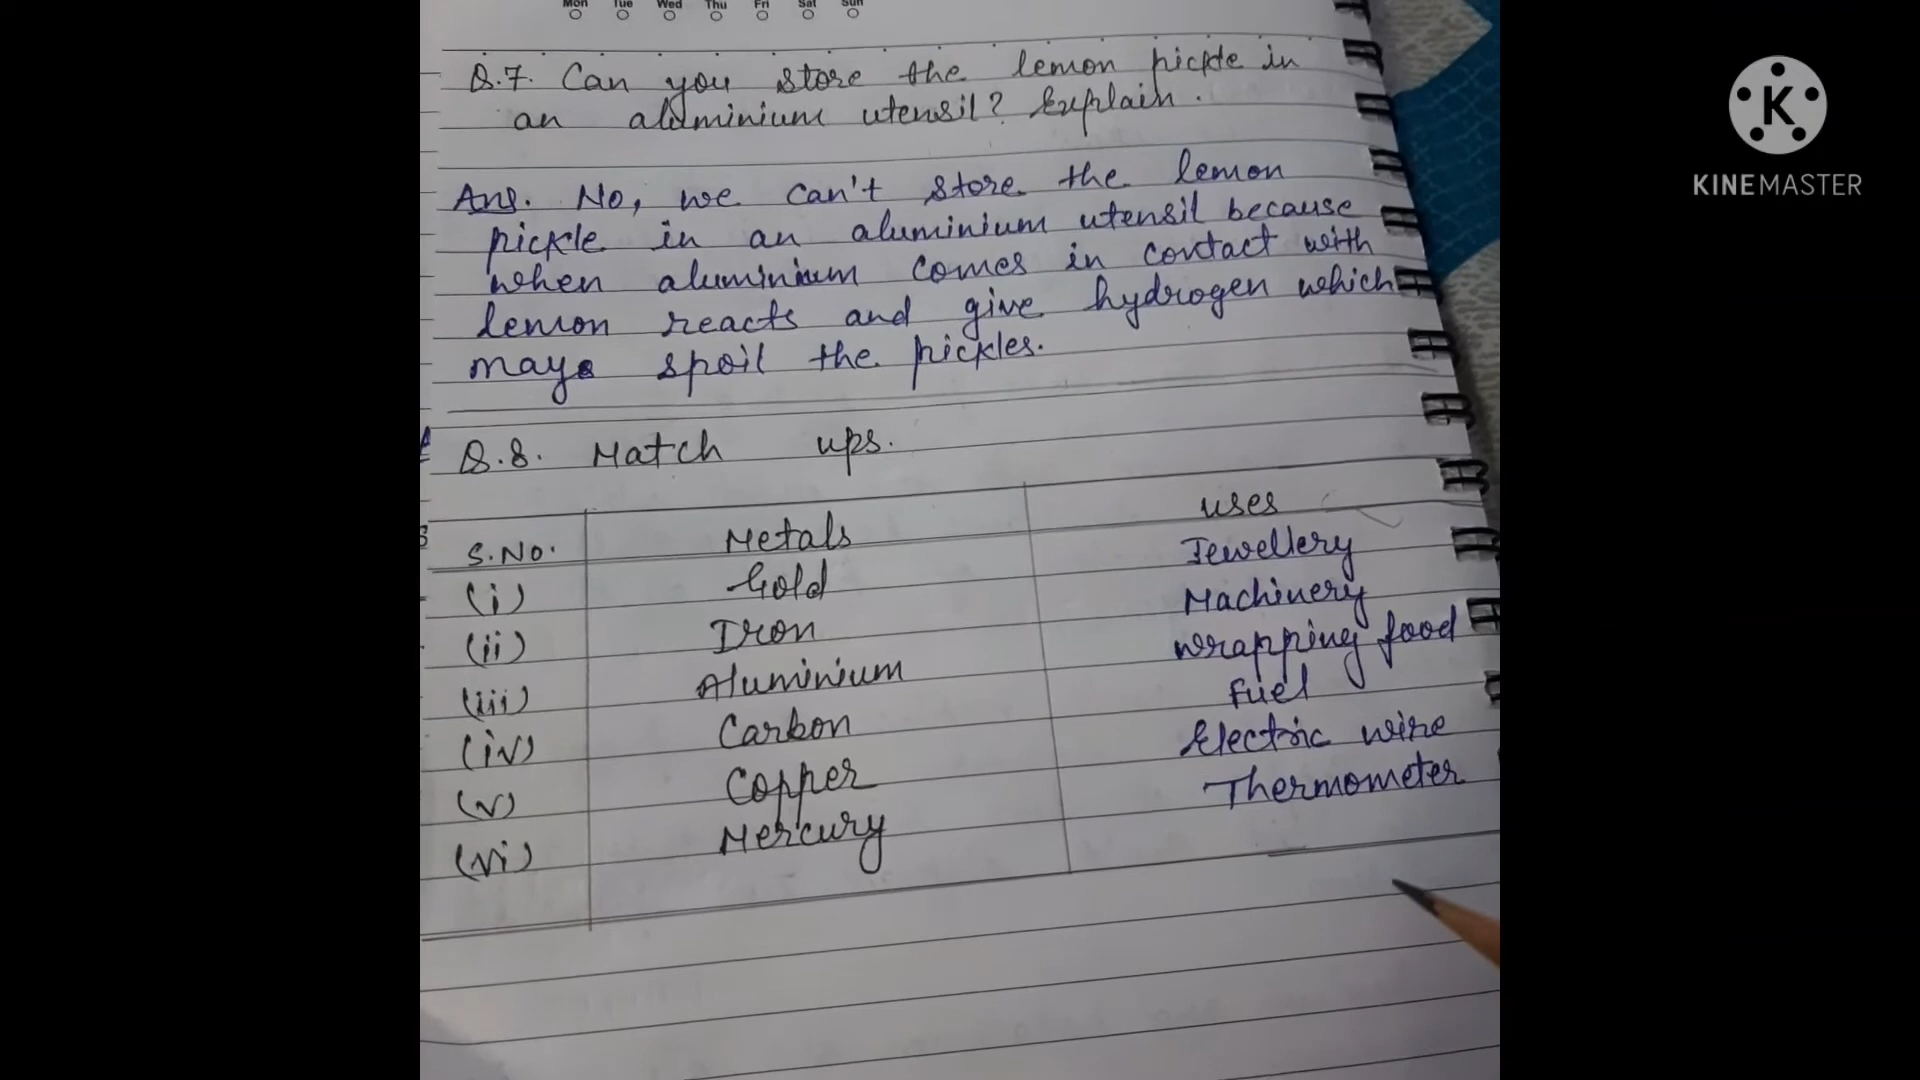 Mon Tue Wed Thu Fri Sat Sun
Q.7. Can you store the lemon pickle in
an aluminium utensil? Explain.
Ans. No, we can't store the lemon
pickle in an aluminium utensil because
when aluminium comes in contact with
lemon reacts and give hydrogen which
may spoil the pickles.
Q.8. Match ups.
S.No. Metals uses
(i) Gold Jewellery
(ii) Iron Machinery
(iii) Aluminium Wrapping food
(iv) Carbon Fuel
(v) Copper Electric wire
(vi) Mercury Thermometer
K
KINEMASTER